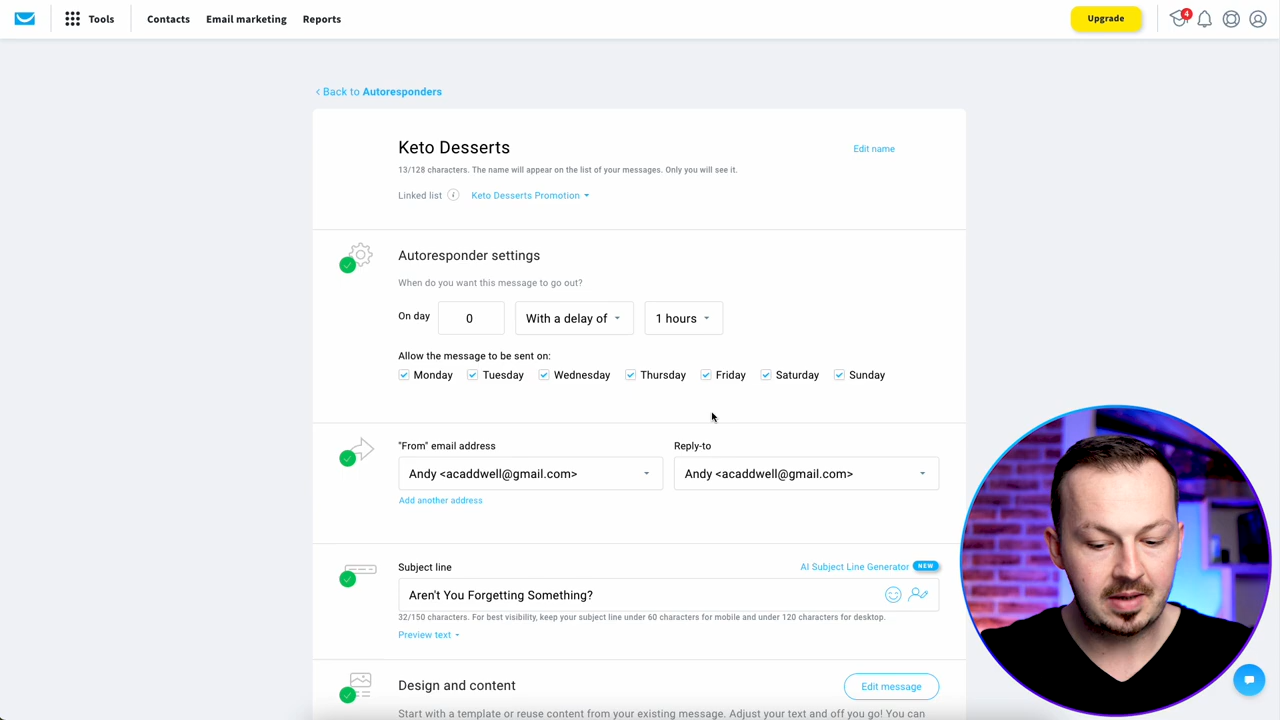 Tools Contacts Email marketing Reports Upgrade 4
< Back to Autoresponders
Keto Desserts Edit name
13/128 characters. The name will appear on the list of your messages. Only you will see it.
Linked list i Keto Desserts Promotion
Autoresponder settings
When do you want this message to go out?
On day 0 With a delay of 1 hours
Allow the message to be sent on:
Monday Tuesday Wednesday Thursday Friday Saturday Sunday
"From" email address Reply-to
Andy <acaddwell@gmail.com> Andy <acaddwell@gmail.com>
Add another address
Subject line AI Subject Line Generator NEW
Aren't You Forgetting Something?
32/150 characters. For best visibility, keep your subject line under 60 characters for mobile and under 120 characters for desktop.
Preview text
Design and content Edit message
Start with a template or reuse content from your existing message. Adjust your text and off you go! You can